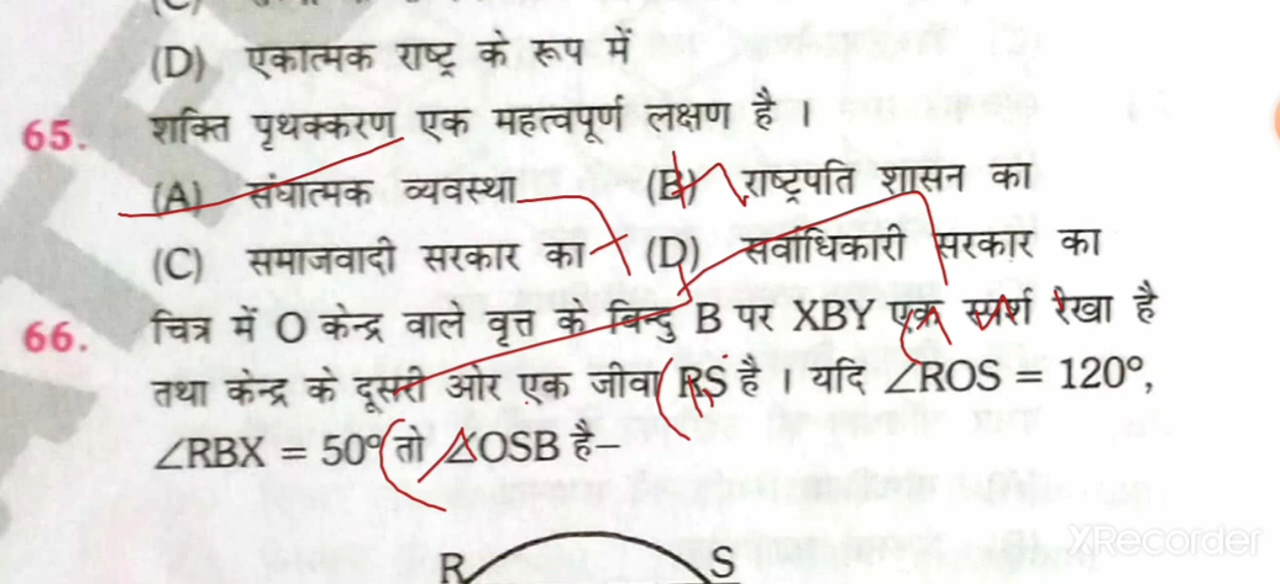 (D) एकात्मक राष्ट्र के रूप में
65. शक्ति पृथक्करण एक महत्वपूर्ण लक्षण है ।
(A) संघात्मक व्यवस्था (B) राष्ट्रपति शासन का
(C) समाजवादी सरकार का (D) सर्वाधिकारी सरकार का
66. चित्र में O केन्द्र वाले वृत्त के बिन्दु B पर XBY एक स्पर्श रेखा है
तथा केन्द्र के दूसरी ओर एक जीवा RS है । यदि ∠ROS = 120°,
∠RBX = 50° तो ∠OSB है–
R S
XRecorder